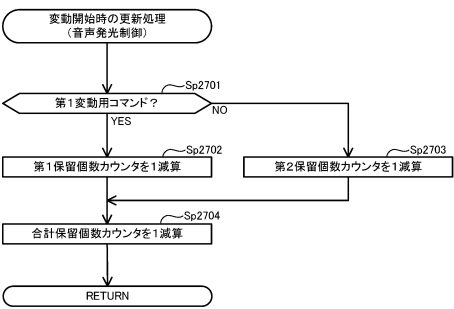 変動開始時の更新処理
（音声発光制御）
Sp2701
第１変動用コマンド？
NO
YES
Sp2702
第１保留個数カウンタを１減算
Sp2703
第２保留個数カウンタを１減算
Sp2704
合計保留個数カウンタを１減算
RETURN